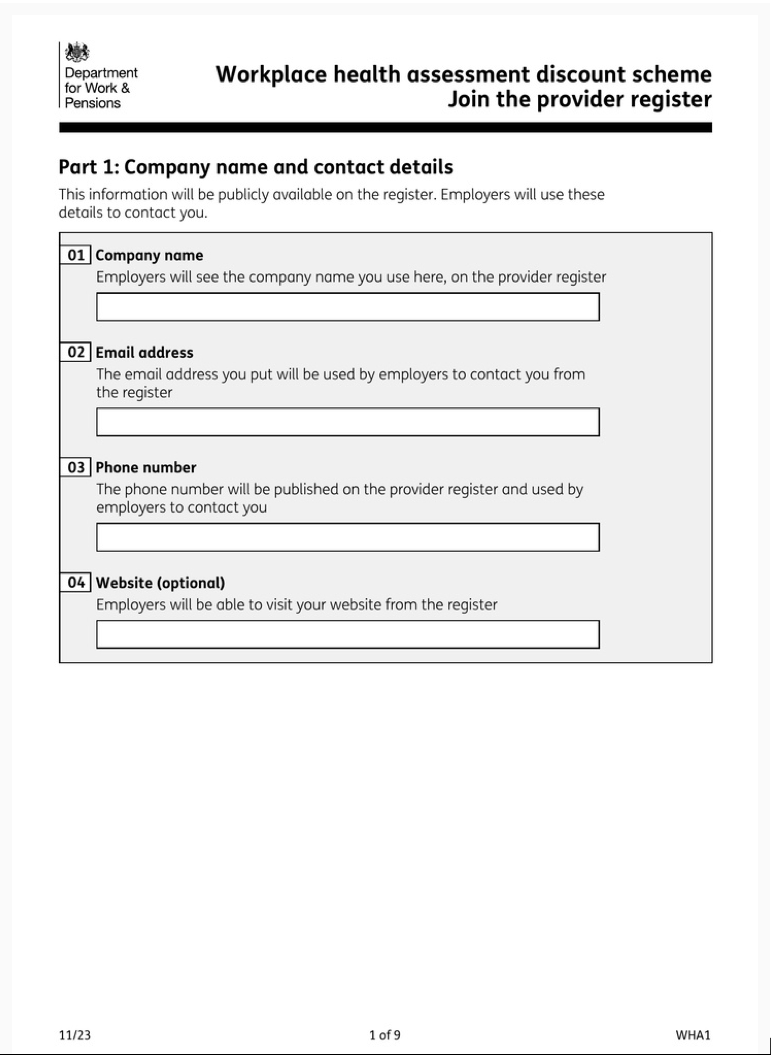 Department
for Work &
Pensions
Workplace health assessment discount scheme
Join the provider register
Part 1: Company name and contact details
This information will be publicly available on the register. Employers will use these
details to contact you.
01 Company name
Employers will see the company name you use here, on the provider register
02 Email address
The email address you put will be used by employers to contact you from
the register
03 Phone number
The phone number will be published on the provider register and used by
employers to contact you
04 Website (optional)
Employers will be able to visit your website from the register
11/23 1 of 9 WHA1